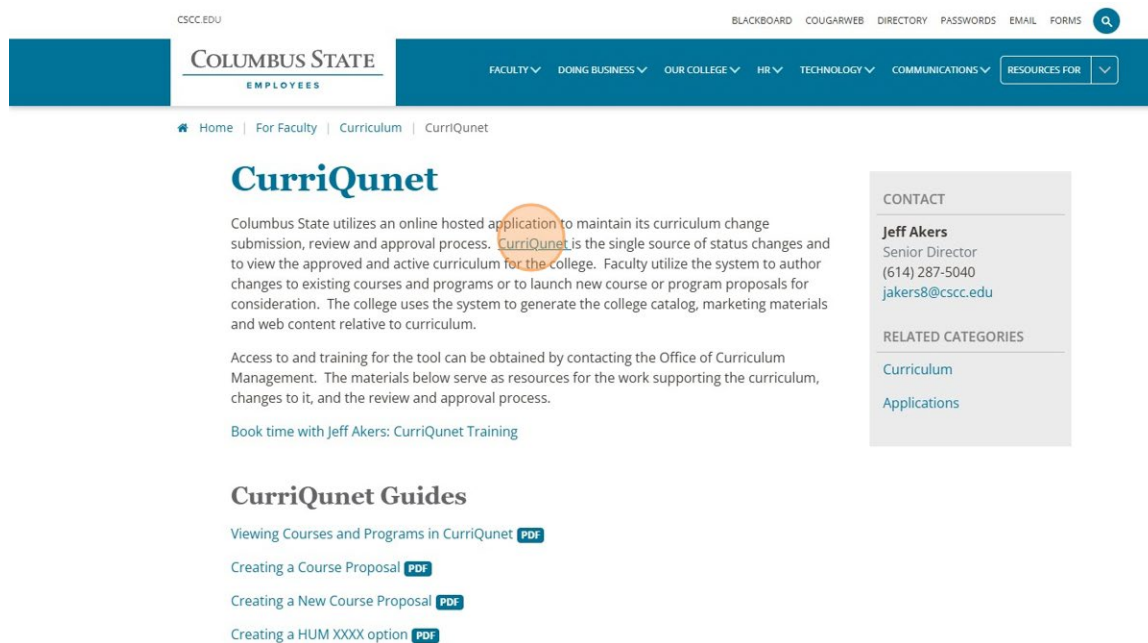 CSCC.EDU
BLACKBOARD COUGARWEB DIRECTORY PASSWORDS EMAIL FORMS
COLUMBUS STATE
EMPLOYEES
FACULTY DOING BUSINESS OUR COLLEGE HR TECHNOLOGY COMMUNICATIONS RESOURCES FOR
Home | For Faculty | Curriculum | CurrIQunet
CurriQunet
Columbus State utilizes an online hosted application to maintain its curriculum change
submission, review and approval process. CurriQunet is the single source of status changes and
to view the approved and active curriculum for the college. Faculty utilize the system to author
changes to existing courses and programs or to launch new course or program proposals for
consideration. The college uses the system to generate the college catalog, marketing materials
and web content relative to curriculum.
Access to and training for the tool can be obtained by contacting the Office of Curriculum
Management. The materials below serve as resources for the work supporting the curriculum,
changes to it, and the review and approval process.
Book time with Jeff Akers: CurriQunet Training
CurriQunet Guides
Viewing Courses and Programs in CurriQunet PDF
Creating a Course Proposal PDF
Creating a New Course Proposal PDF
Creating a HUM XXXX option PDF
CONTACT
Jeff Akers
Senior Director
(614) 287-5040
jakers8@cscc.edu
RELATED CATEGORIES
Curriculum
Applications